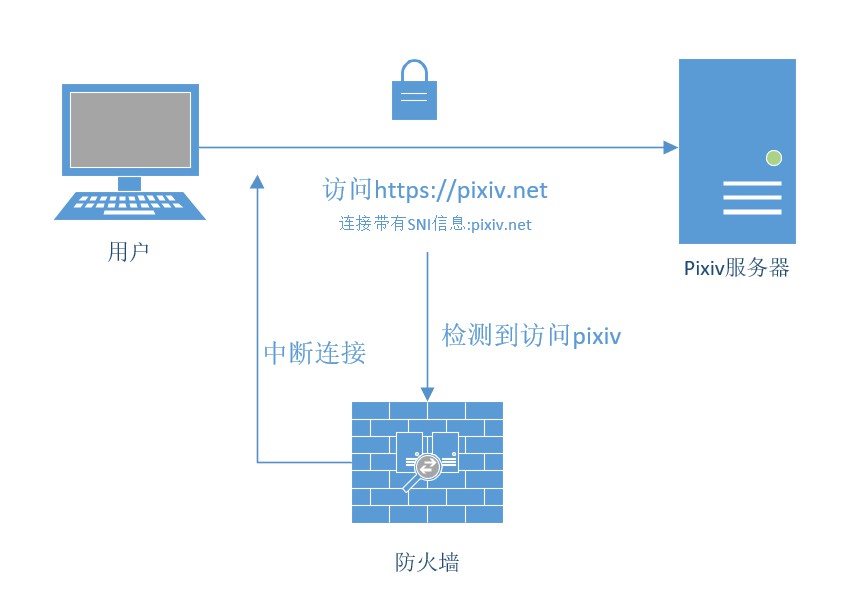 访问https://pixiv.net
连接带有SNI信息:pixiv.net
用户
Pixiv服务器
检测到访问pixiv
中断连接
防火墙